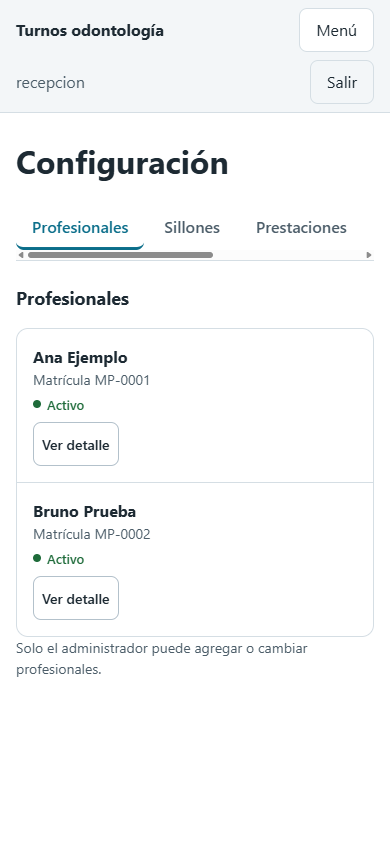 Turnos odontología
Menú
recepcion
Salir
Configuración
Profesionales
Sillones
Prestaciones
Profesionales
Ana Ejemplo
Matrícula MP-0001
Activo
Ver detalle
Bruno Prueba
Matrícula MP-0002
Activo
Ver detalle
Solo el administrador puede agregar o cambiar
profesionales.